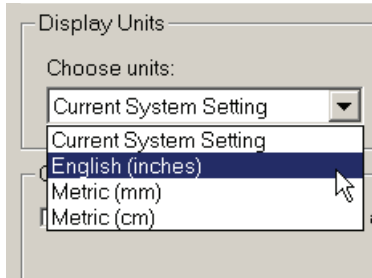 Display Units
Choose units:
Current System Setting
Current System Setting
English (inches)
Metric (mm)
Metric (cm)